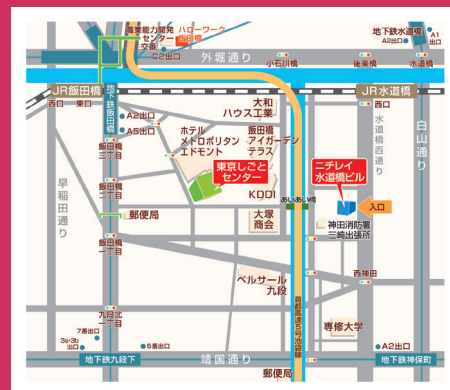 職業能力開発
センター
ハローワーク
飯田橋
交番
C2出口
地下鉄水道橋
A2出口
A1
出口
外堀通り
小石川橋
後楽橋
水道橋
JR飯田橋
JR水道橋
西口
東口
地下鉄飯田橋
A2出口
A5出口
大和
ハウス工業
西口
水道橋西通り
白山通り
ホテル
メトロポリタン
エドモント
飯田橋
アイガーデン
テラス
飯田橋
三丁目
東京しごと
センター
ニチレイ
水道橋ビル
早稲田通り
飯田橋
二丁目
KDDI
あいあい橋
入口
郵便局
大塚
商会
神田消防署
三崎出張所
飯田橋
一丁目
西神田
ベルサール
九段
首都高速5号池袋線
九段北
一丁目
専修大学
7番出口
3a・3b
出口
5番出口
A2出口
地下鉄九段下
靖国通り
地下鉄神保町
郵便局